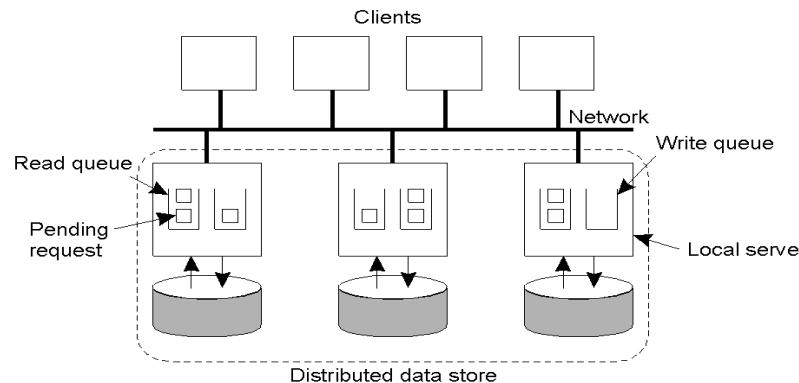 Clients
Network
Read queue
Write queue
Pending
request
Local serve
Distributed data store